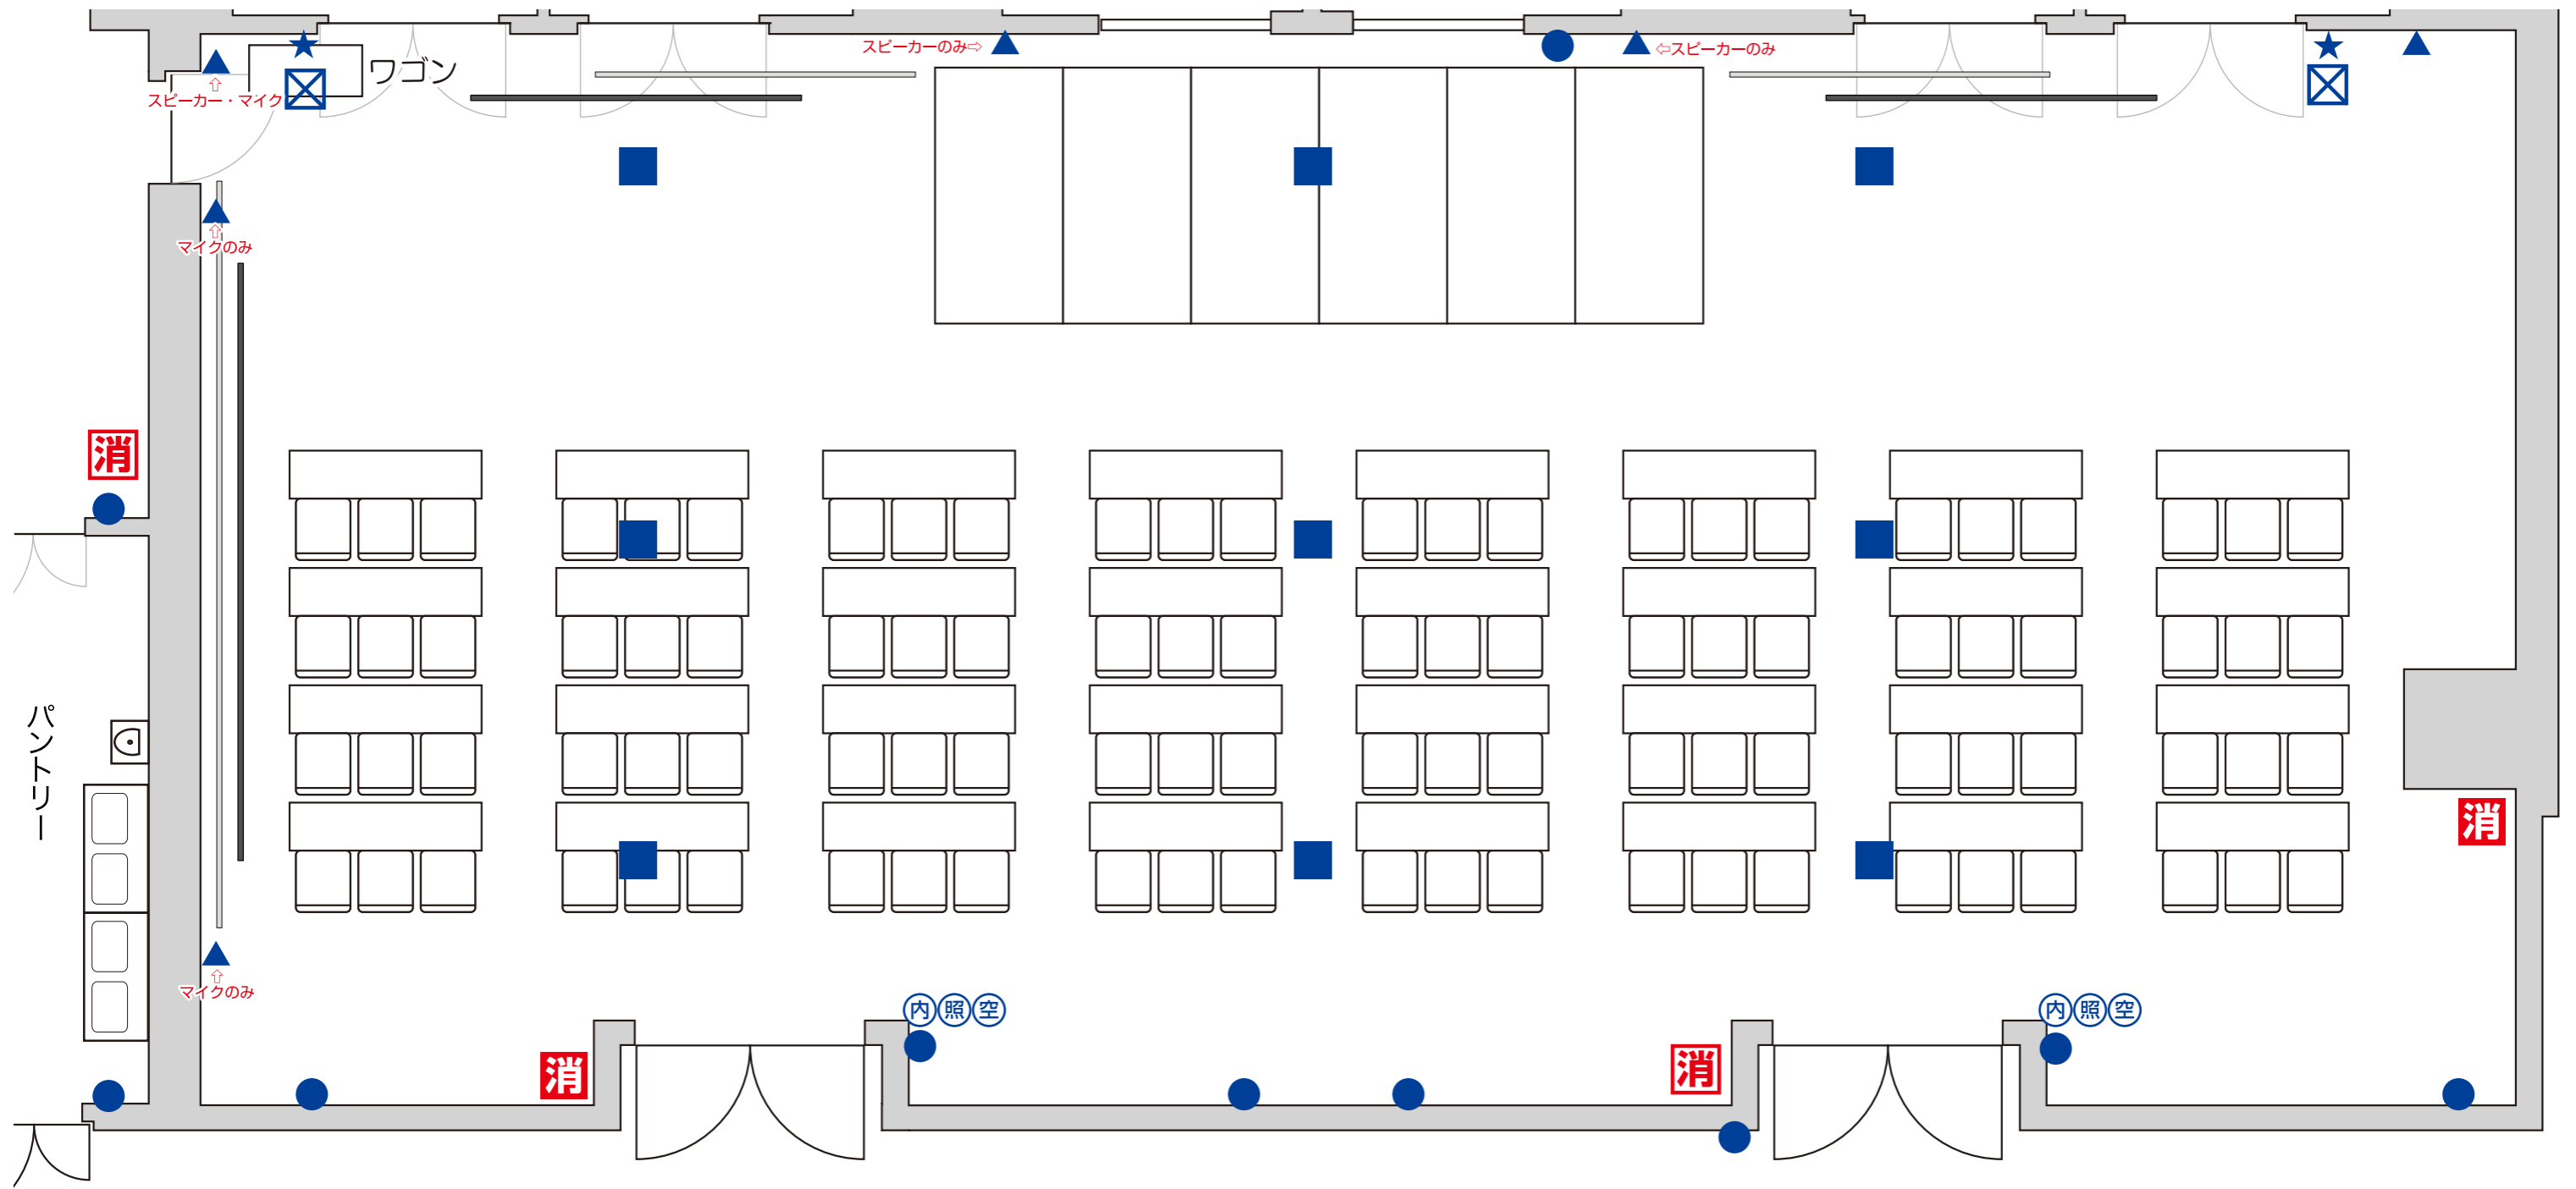 スピーカーのみ⇨
⇦スピーカーのみ
ワゴン
⇧
スピーカー・マイク
⇧
マイクのみ
消
パントリー
消
⇧
マイクのみ
内照空
内照空
消
消